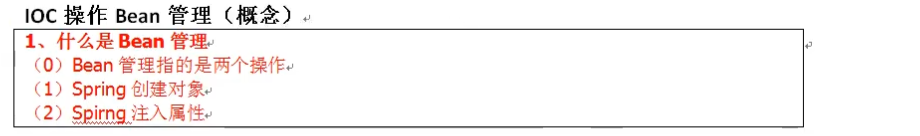 IOC 操作 Bean 管理（概念）
1、什么是 Bean 管理
（0）Bean 管理指的是两个操作
（1）Spring 创建对象
（2）Spirng 注入属性